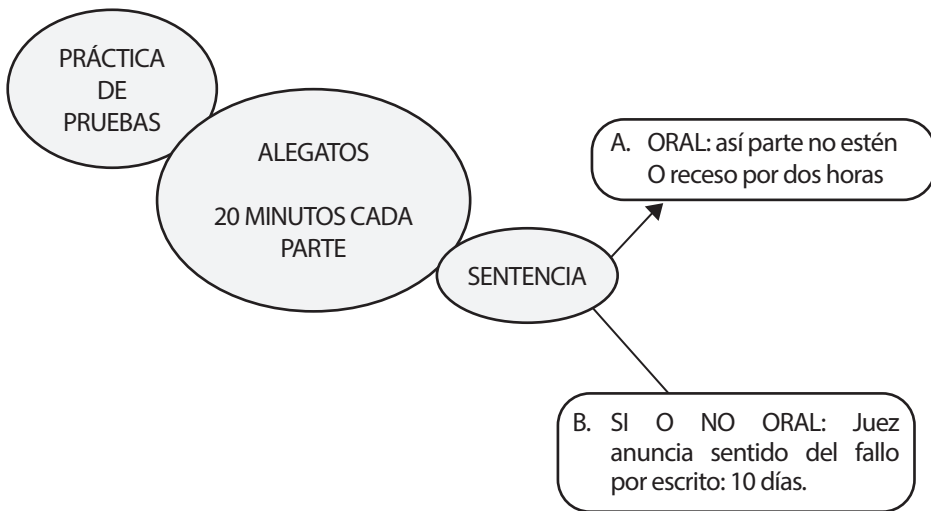 PRÁCTICA
DE
PRUEBAS
ALEGATOS
20 MINUTOS CADA
PARTE
SENTENCIA
A. ORAL: así parte no estén
O receso por dos horas
B. SI O NO ORAL: Juez
anuncia sentido del fallo
por escrito: 10 días.